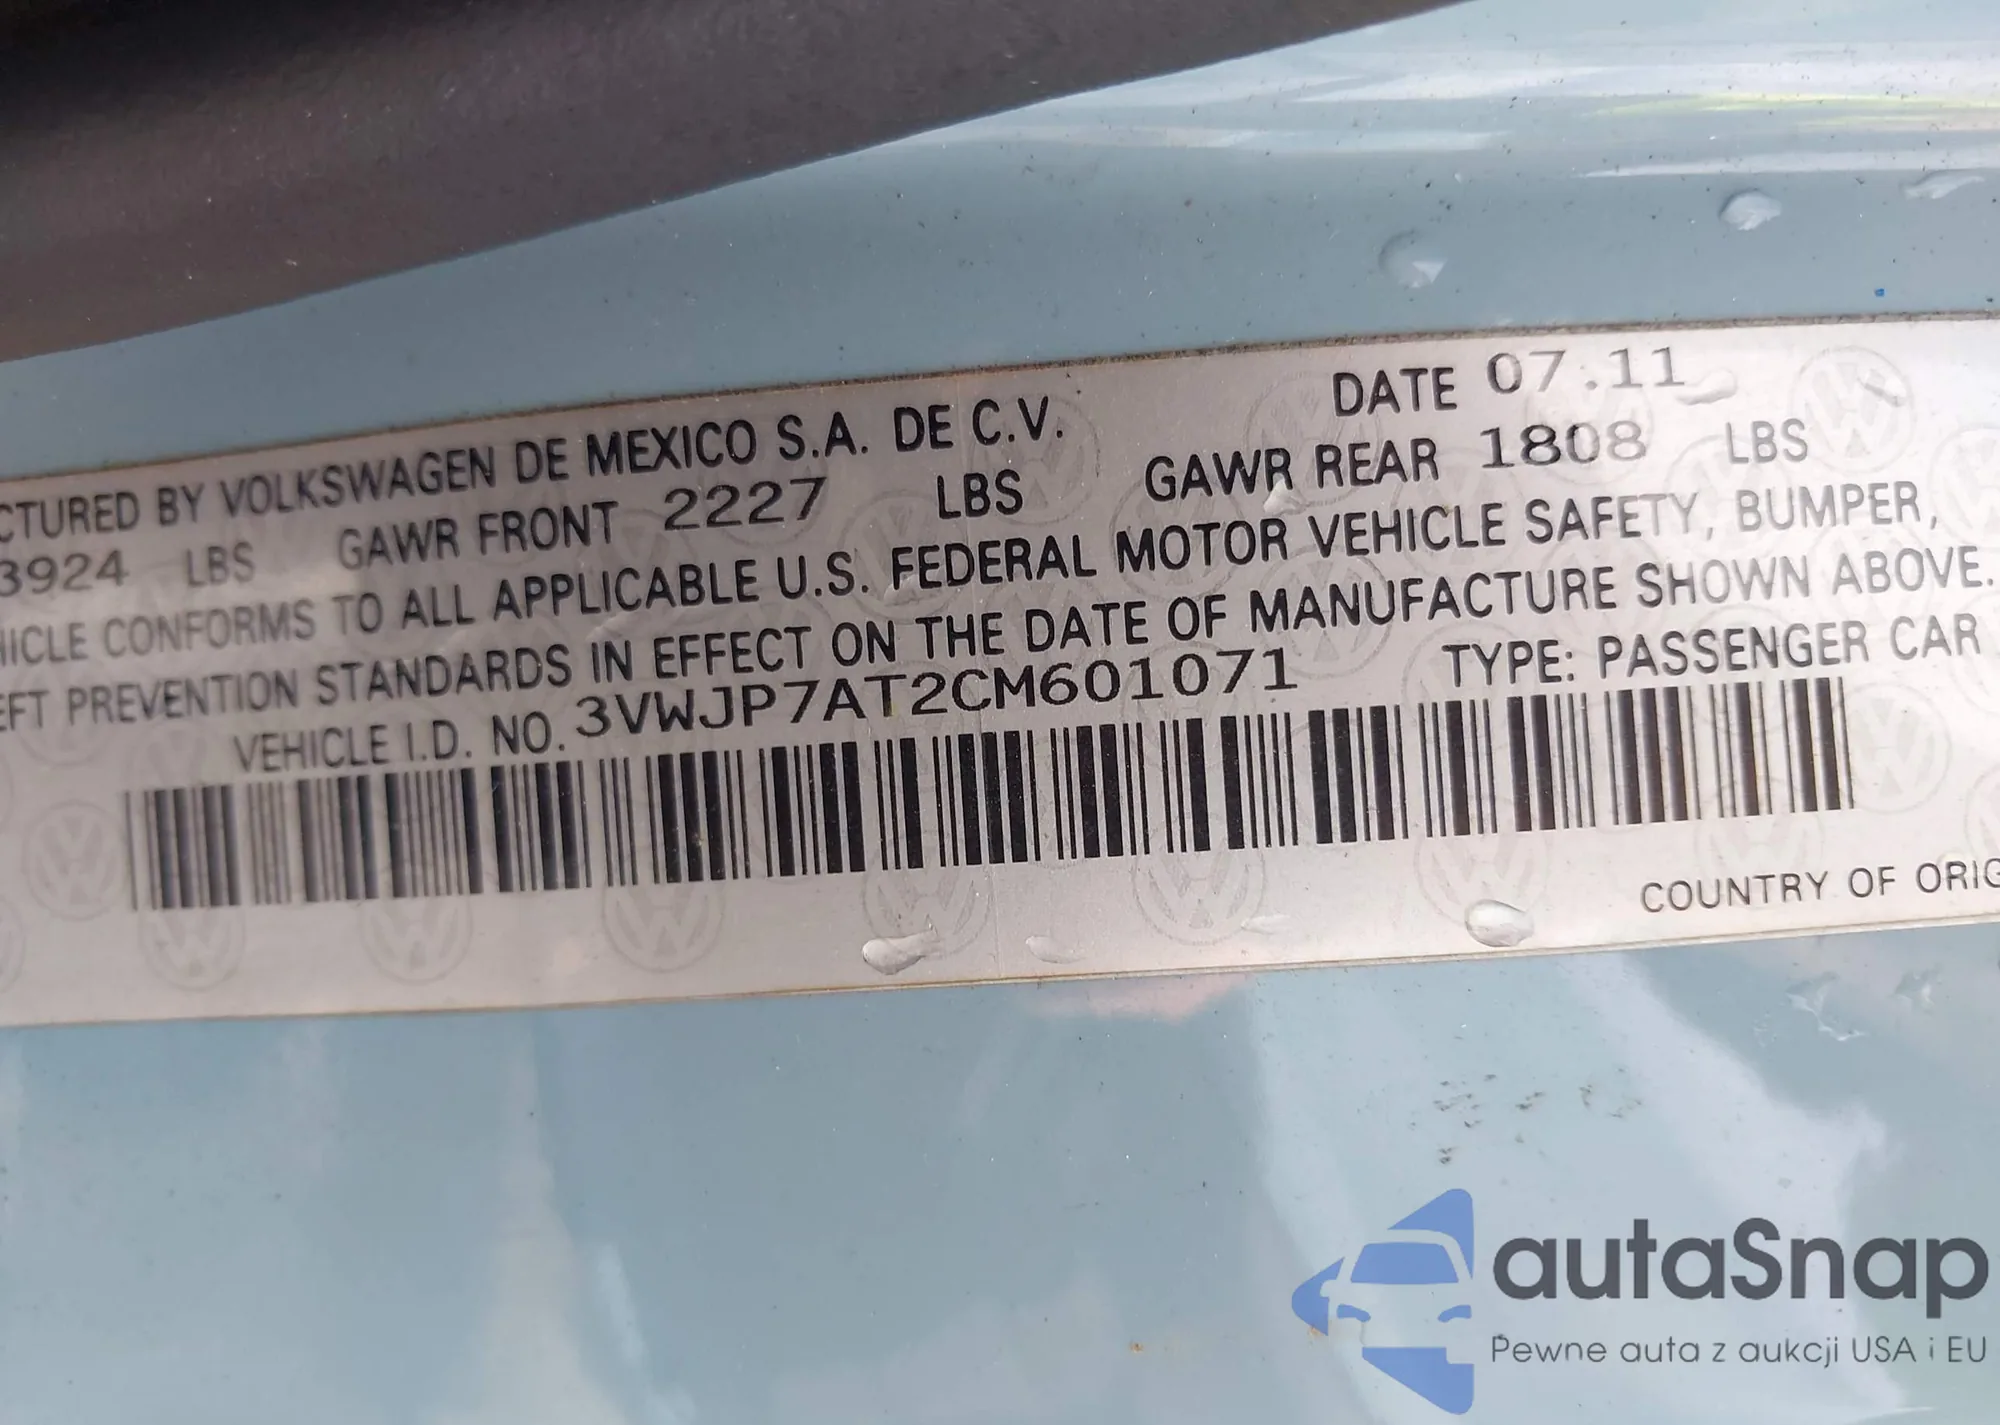 CTURED BY VOLKSWAGEN DE MEXICO S.A. DE C.V. DATE 07.11
3924 LBS GAWR FRONT 2227 LBS GAWR REAR 1808 LBS
HICLE CONFORMS TO ALL APPLICABLE U.S. FEDERAL MOTOR VEHICLE SAFETY, BUMPER,
EFT PREVENTION STANDARDS IN EFFECT ON THE DATE OF MANUFACTURE SHOWN ABOVE.
VEHICLE I.D. NO. 3VWJP7AT2CM601071 TYPE: PASSENGER CAR
COUNTRY OF ORIG
autaSnap
Pewne auta z aukcji USA i EU